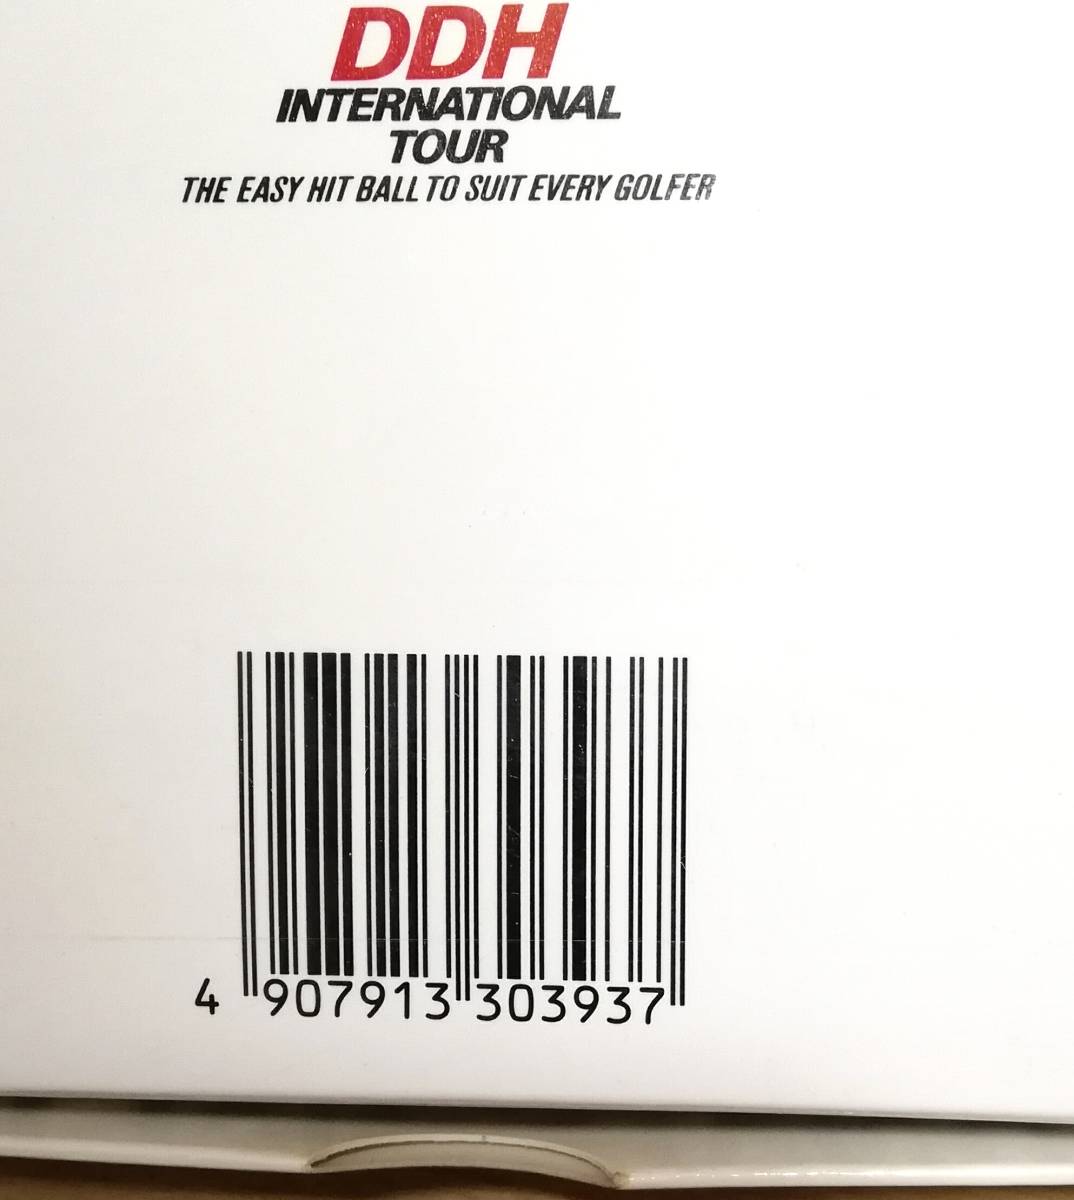 DDH
INTERNATIONAL
TOUR
THE EASY HIT BALL TO SUIT EVERY GOLFER
4 907913 303937